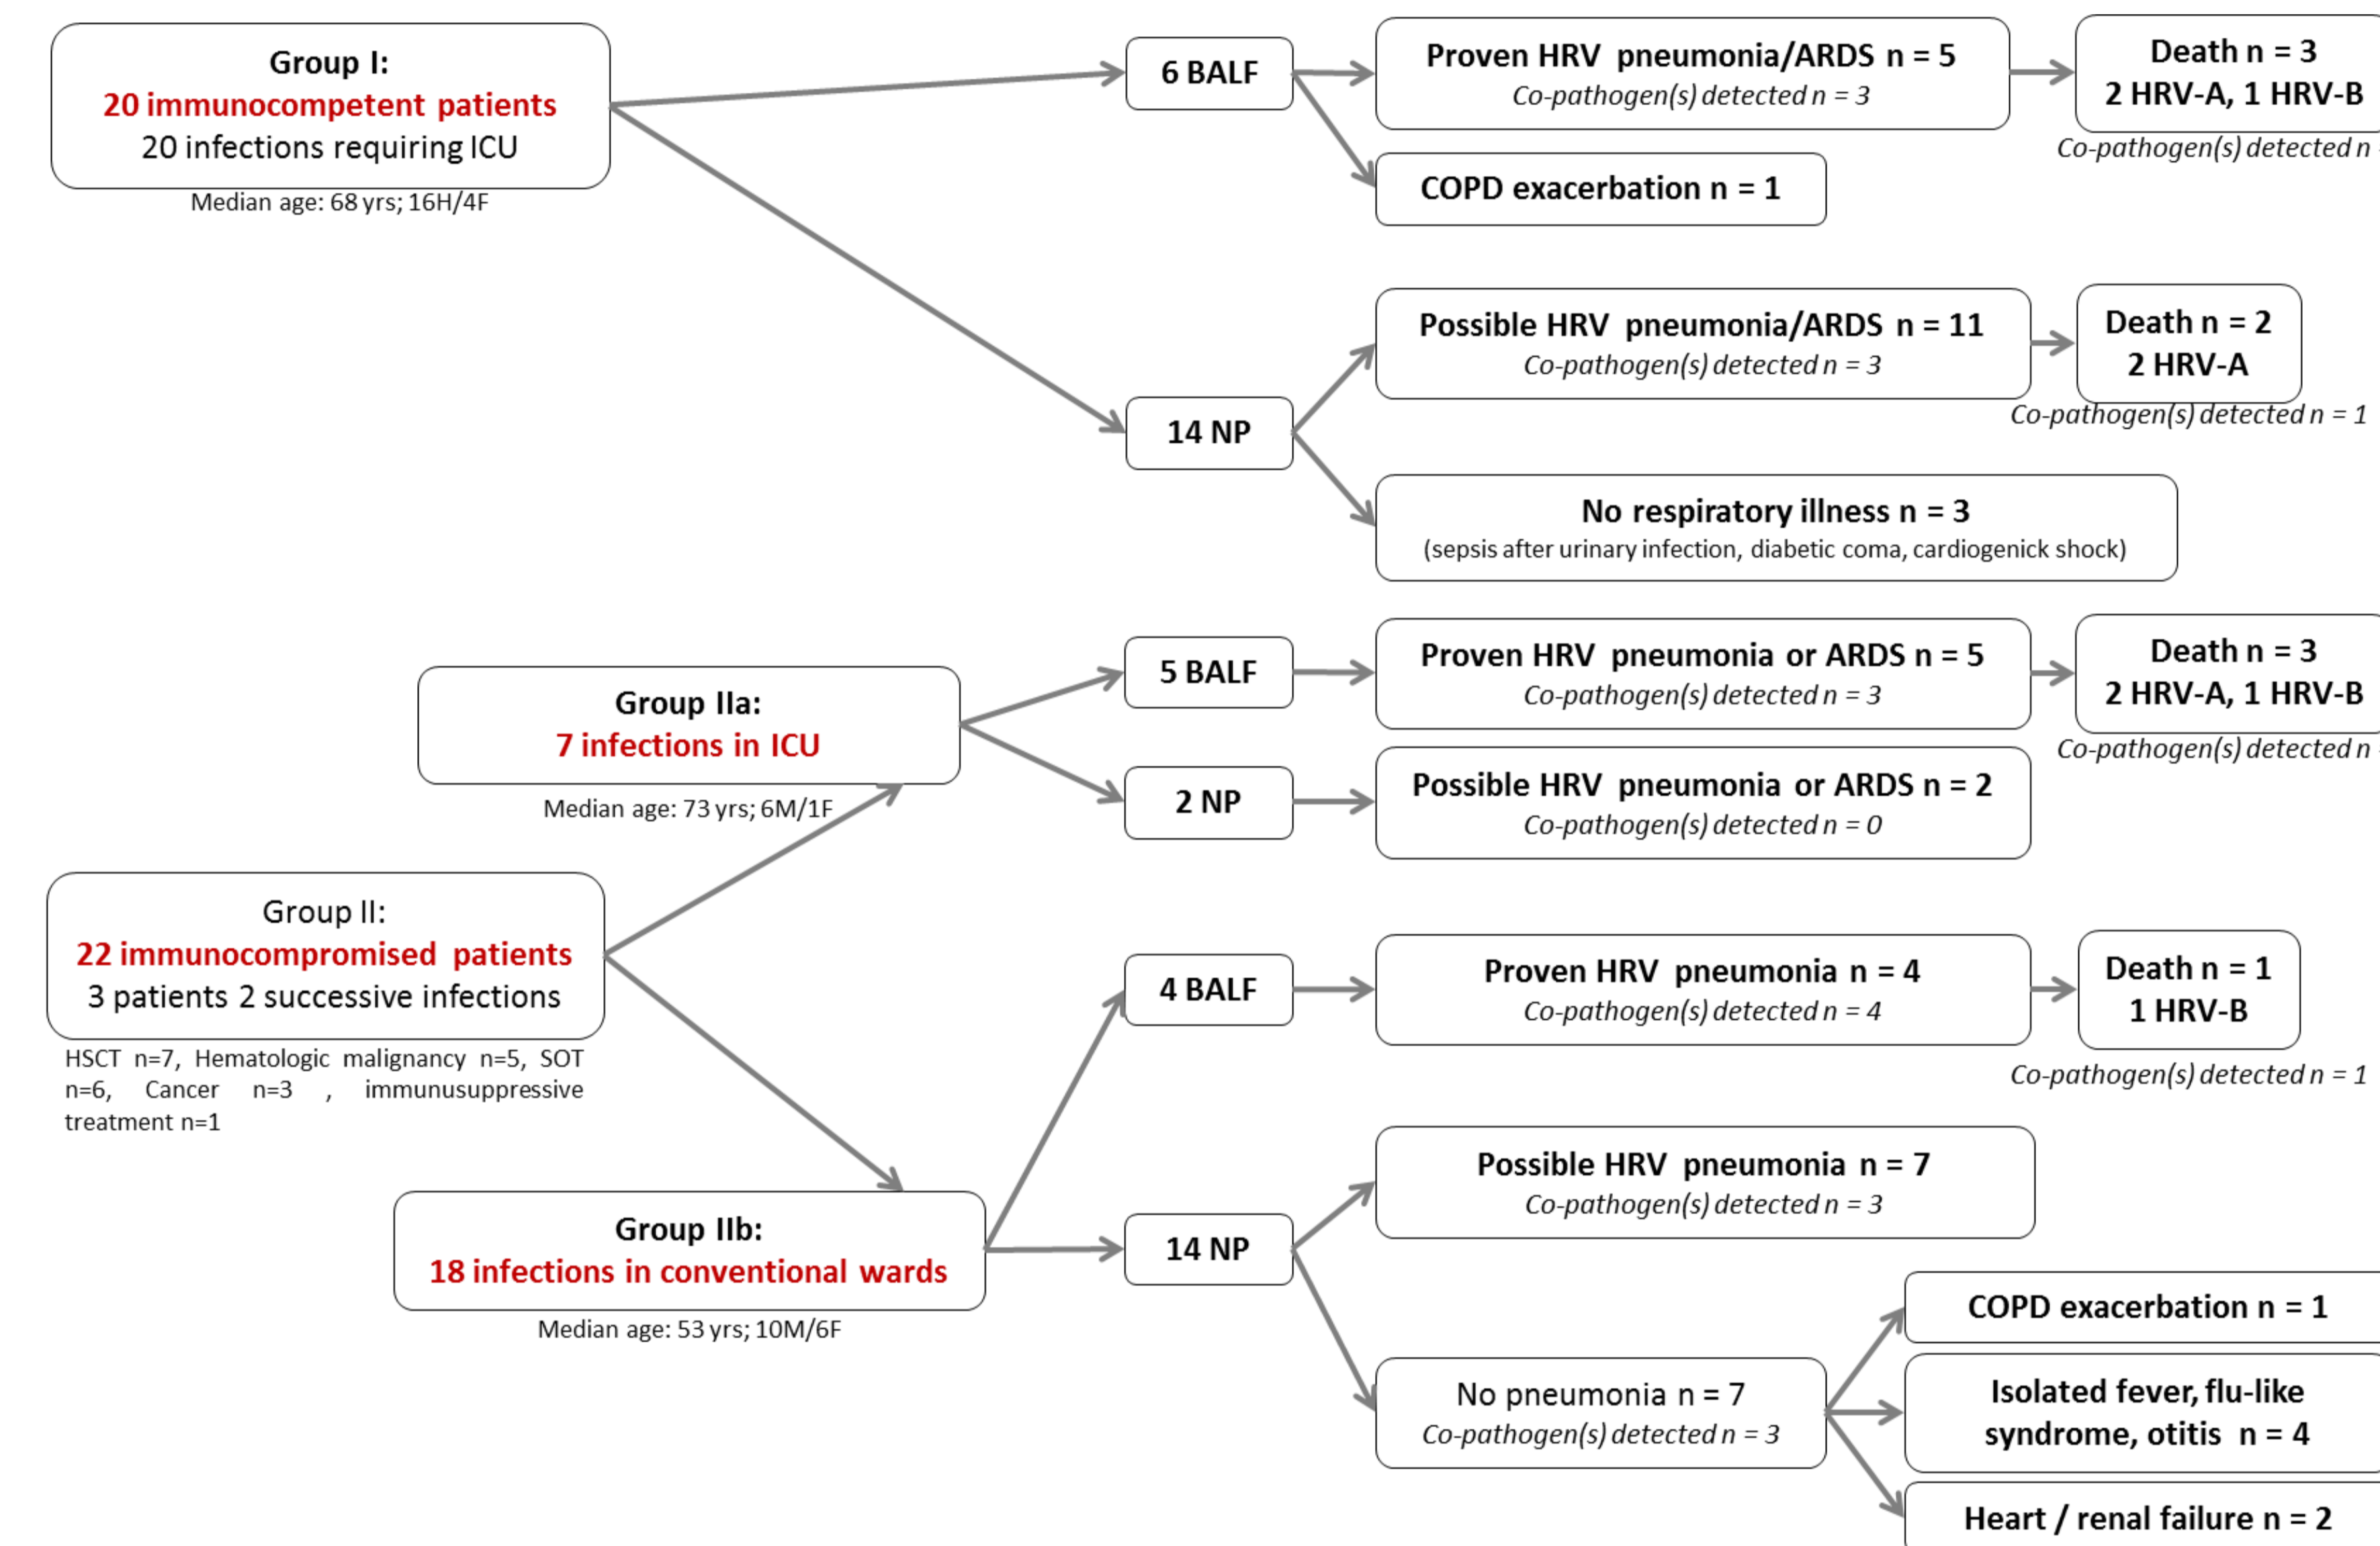 Group I:
20 immunocompetent patients
20 infections requiring ICU
Median age: 68 yrs; 16H/4F
6 BALF
Proven HRV pneumonia/ARDS n = 5
Co-pathogen(s) detected n = 3
Death n = 3
2 HRV-A, 1 HRV-B
Co-pathogen(s) detected n
COPD exacerbation n = 1
14 NP
Possible HRV pneumonia/ARDS n = 11
Co-pathogen(s) detected n = 3
Death n = 2
2 HRV-A
Co-pathogen(s) detected n = 1
No respiratory illness n = 3
(sepsis after urinary infection, diabetic coma, cardiogenick shock)
Group IIa:
7 infections in ICU
Median age: 73 yrs; 6M/1F
5 BALF
Proven HRV pneumonia or ARDS n = 5
Co-pathogen(s) detected n = 3
Death n = 3
2 HRV-A, 1 HRV-B
Co-pathogen(s) detected n
2 NP
Possible HRV pneumonia or ARDS n = 2
Co-pathogen(s) detected n = 0
Group II:
22 immunocompromised patients
3 patients 2 successive infections
HSCT n=7, Hematologic malignancy n=5, SOT
n=6, Cancer n=3 , immunusuppressive
treatment n=1
4 BALF
Proven HRV pneumonia n = 4
Co-pathogen(s) detected n = 4
Death n = 1
1 HRV-B
Co-pathogen(s) detected n = 1
Group IIb:
18 infections in conventional wards
Median age: 53 yrs; 10M/6F
14 NP
Possible HRV pneumonia n = 7
Co-pathogen(s) detected n = 3
No pneumonia n = 7
Co-pathogen(s) detected n = 3
COPD exacerbation n = 1
Isolated fever, flu-like
syndrome, otitis n = 4
Heart / renal failure n = 2